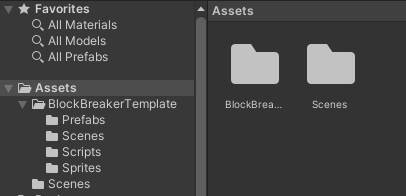 Favorites
All Materials
All Models
All Prefabs
Assets
BlockBreakerTemplate
Prefabs
Scenes
Scripts
Sprites
Scenes
Assets
BlockBrea...
Scenes